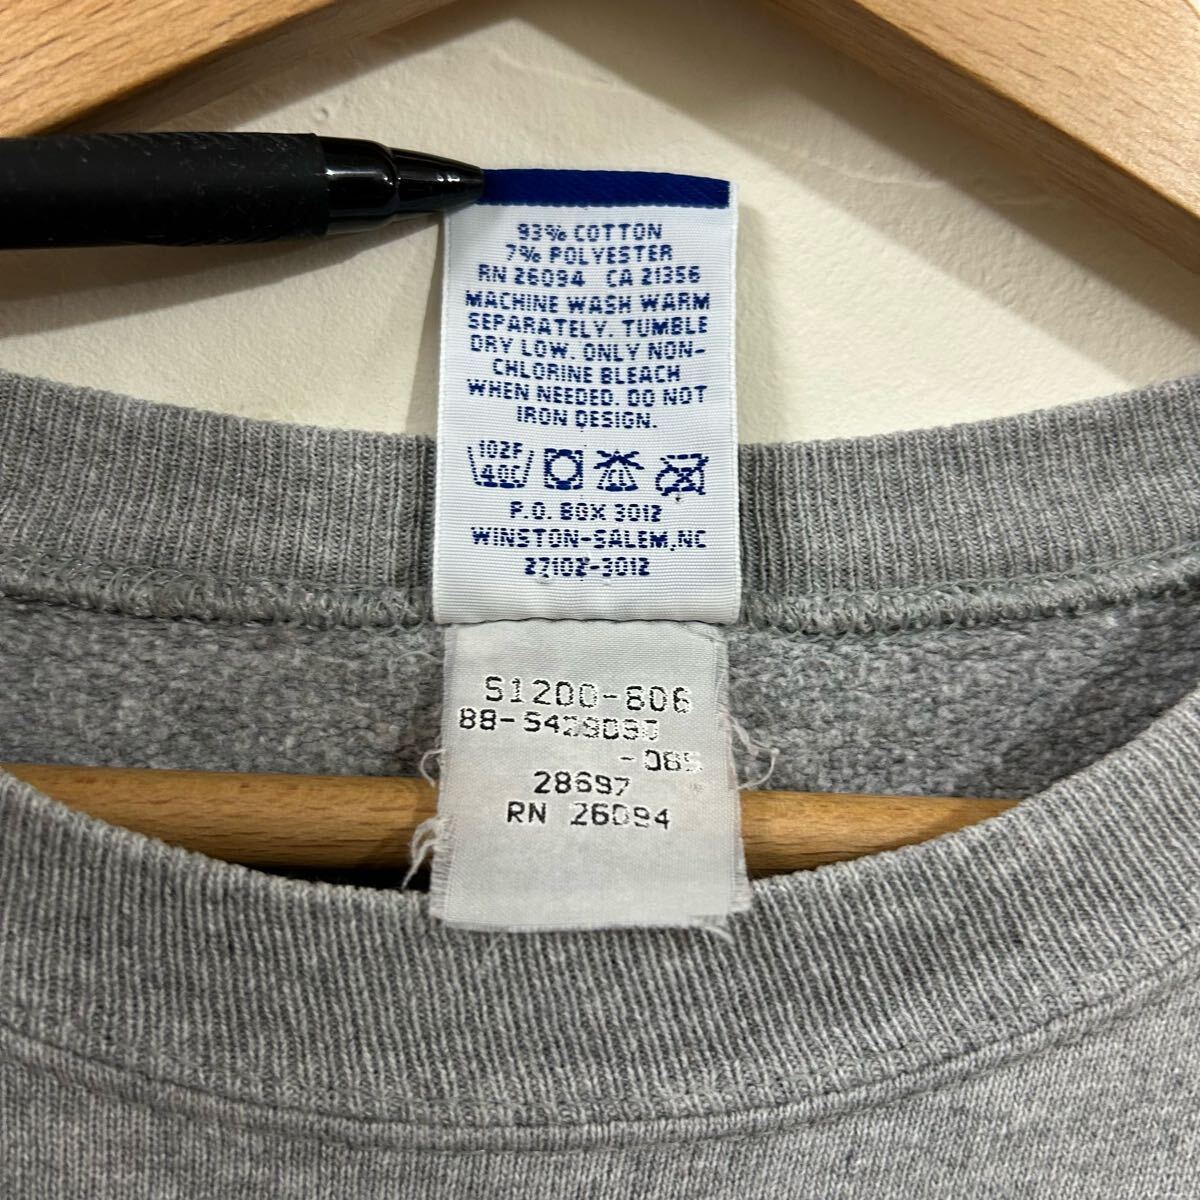 93% COTTON
7% POLYESTER
RN 26094 CA 21356
MACHINE WASH WARM
SEPARATELY. TUMBLE
DRY LOW. ONLY NON-
CHLORINE BLEACH
WHEN NEEDED. DO NOT
IRON DESIGN.
102F
40C
P.O. BOX 3012
WINSTON-SALEM,NC
27102-3012
S1200-806
28697
RN 26094